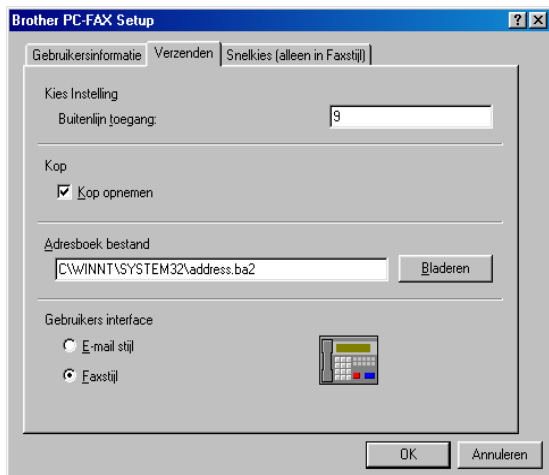 Brother PC-FAX Setup
Gebruikersinformatie Verzenden Snelkies (alleen in Faxstijl)
Kies Instelling
Buitenlijn toegang: 9
Kop
Kop opnemen
Adresboek bestand
C\WINNT\SYSTEM32\address.ba2 Bladeren
Gebruikers interface
E-mail stijl
Faxstijl
OK Annuleren